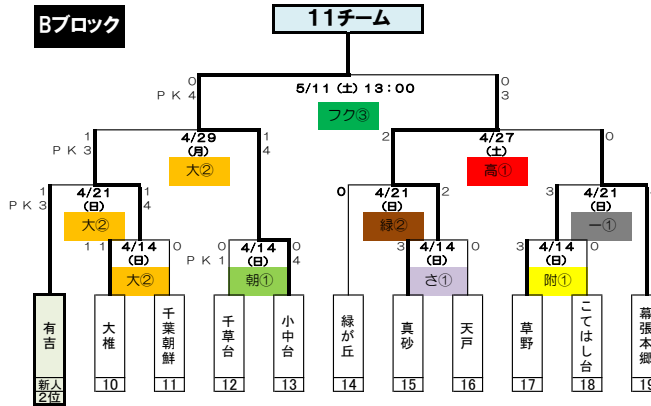 Bブロック
11チーム
0
0
PK 4
5/11 (土) 13:00
3
フク③
1
4/29
1
2
4/27
0
PK 3
(月)
4
(土)
大②
高①
1
4/21
1
0
4/21
2
3
4/21
PK 3
(日)
4
(日)
(日)
大②
緑②
一①
11
4/14
0
0
4/14
0
3
4/14
0
3
4/14
0
(日)
PK 1
(日)
4
(日)
(日)
大②
朝①
さ①
附①
有吉
大椎
千葉朝鮮
千草台
小中台
緑が丘
真砂
天戸
草野
こてはし台
幕張本郷
新人
2位
10
11
12
13
14
15
16
17
18
19